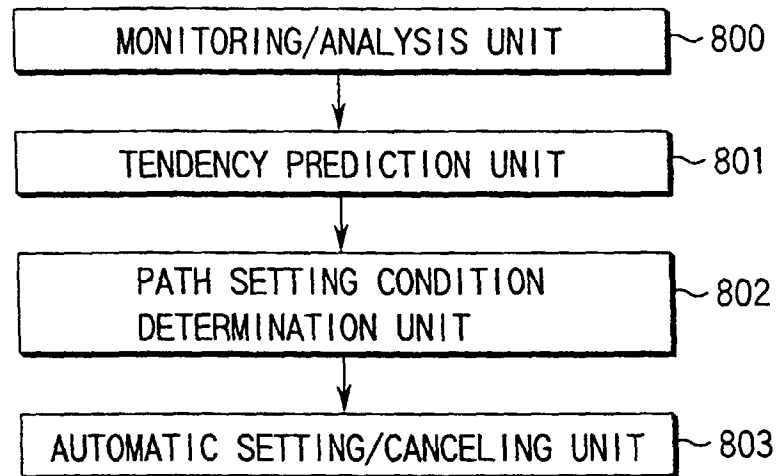 MONITORING/ANALYSIS UNIT 800
TENDENCY PREDICTION UNIT 801
PATH SETTING CONDITION
DETERMINATION UNIT 802
AUTOMATIC SETTING/CANCELING UNIT 803